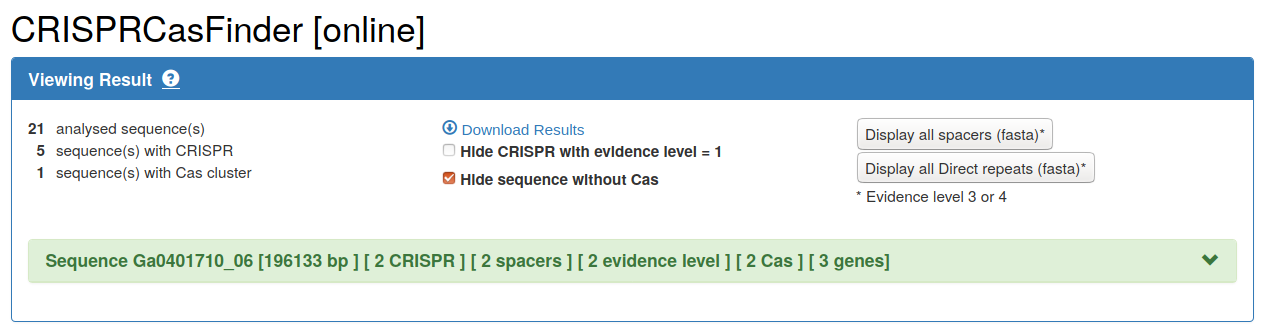 CRISPRCasFinder [online]
Viewing Result ?
21 analysed sequence(s)
5 sequence(s) with CRISPR
1 sequence(s) with Cas cluster
Download Results
Hide CRISPR with evidence level = 1
Hide sequence without Cas
Display all spacers (fasta)*
Display all Direct repeats (fasta)*
* Evidence level 3 or 4
Sequence Ga0401710_06 [196133 bp ] [ 2 CRISPR ] [ 2 spacers ] [ 2 evidence level ] [ 2 Cas ] [ 3 genes]